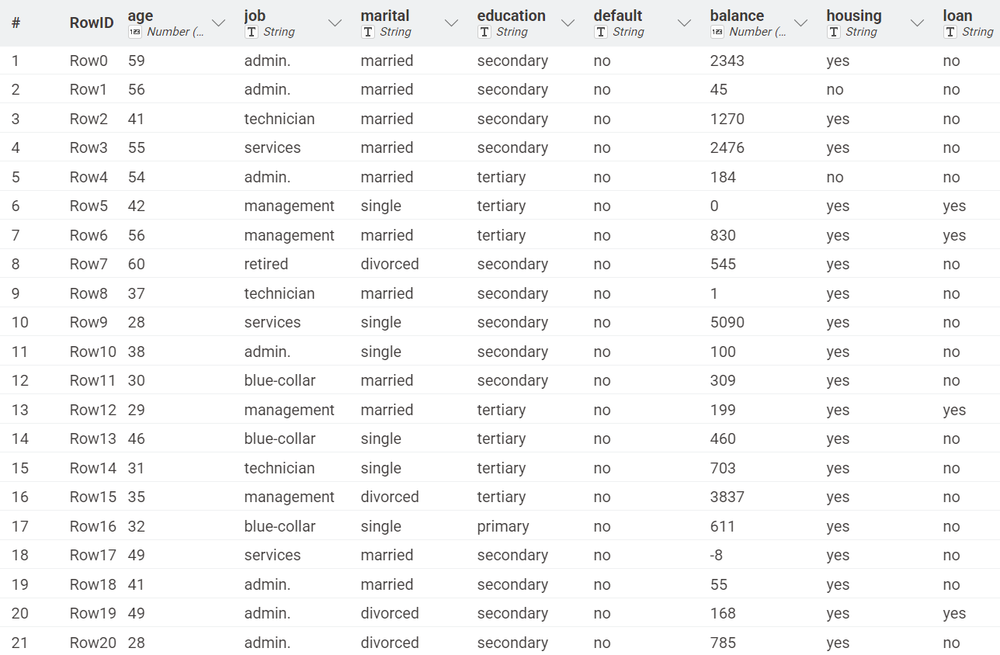 # RowID age job marital education default balance housing loan
Number (... String String String String Number (... String String
1 Row0 59 admin. married secondary no 2343 yes no
2 Row1 56 admin. married secondary no 45 no no
3 Row2 41 technician married secondary no 1270 yes no
4 Row3 55 services married secondary no 2476 yes no
5 Row4 54 admin. married tertiary no 184 no no
6 Row5 42 management single tertiary no 0 yes yes
7 Row6 56 management married tertiary no 830 yes yes
8 Row7 60 retired divorced secondary no 545 yes no
9 Row8 37 technician married secondary no 1 yes no
10 Row9 28 services single secondary no 5090 yes no
11 Row10 38 admin. single secondary no 100 yes no
12 Row11 30 blue-collar married secondary no 309 yes no
13 Row12 29 management married tertiary no 199 yes yes
14 Row13 46 blue-collar single tertiary no 460 yes no
15 Row14 31 technician single tertiary no 703 yes no
16 Row15 35 management divorced tertiary no 3837 yes no
17 Row16 32 blue-collar single primary no 611 yes no
18 Row17 49 services married secondary no -8 yes no
19 Row18 41 admin. married secondary no 55 yes no
20 Row19 49 admin. divorced secondary no 168 yes yes
21 Row20 28 admin. divorced secondary no 785 yes no